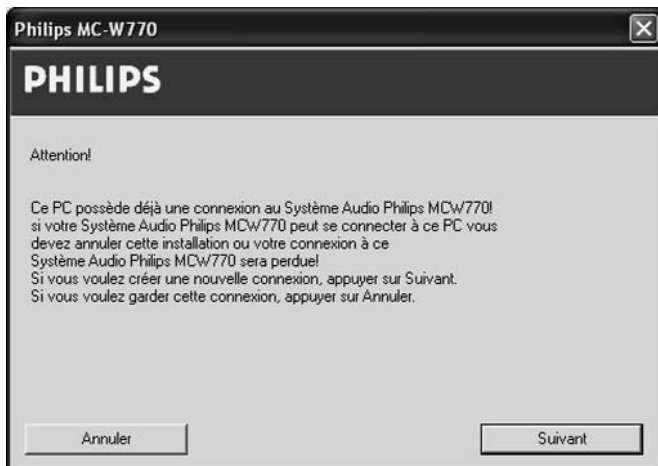 Philips MC-W770
PHILIPS
Attention!
Ce PC possède déjà une connexion au Système Audio Philips MCW770!
si votre Système Audio Philips MCW770 peut se connecter à ce PC vous
devez annuler cette installation ou votre connexion à ce
Système Audio Philips MCW770 sera perdue!
Si vous voulez créer une nouvelle connexion, appuyer sur Suivant.
Si vous voulez garder cette connexion, appuyer sur Annuler.
Annuler
Suivant